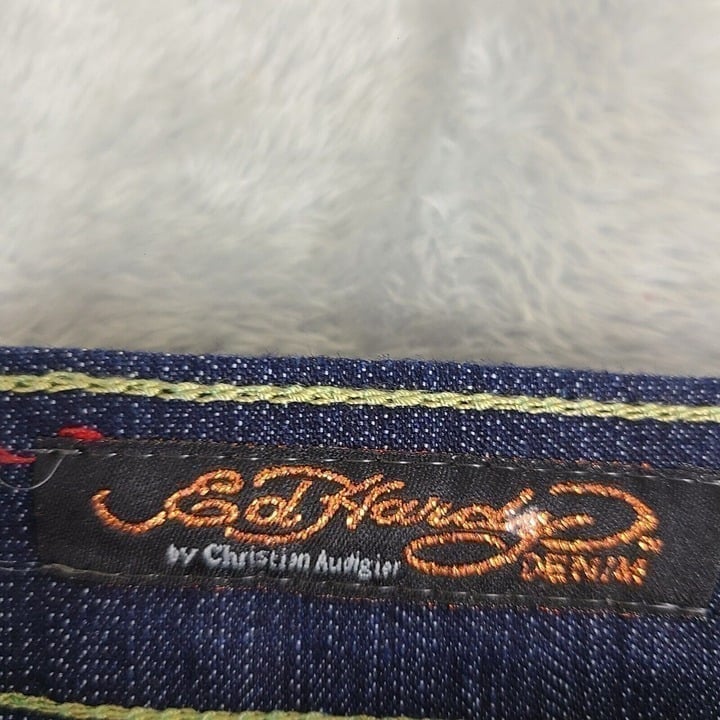 Ed Hardy
by Christian Audigier
DENIM